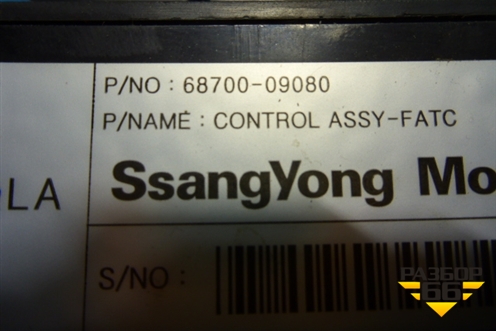 P/NO : 68700-09080
P/NAME : CONTROL ASSY-FATC
LA
SsangYong Mo
S/NO :
РАЗБОР
66